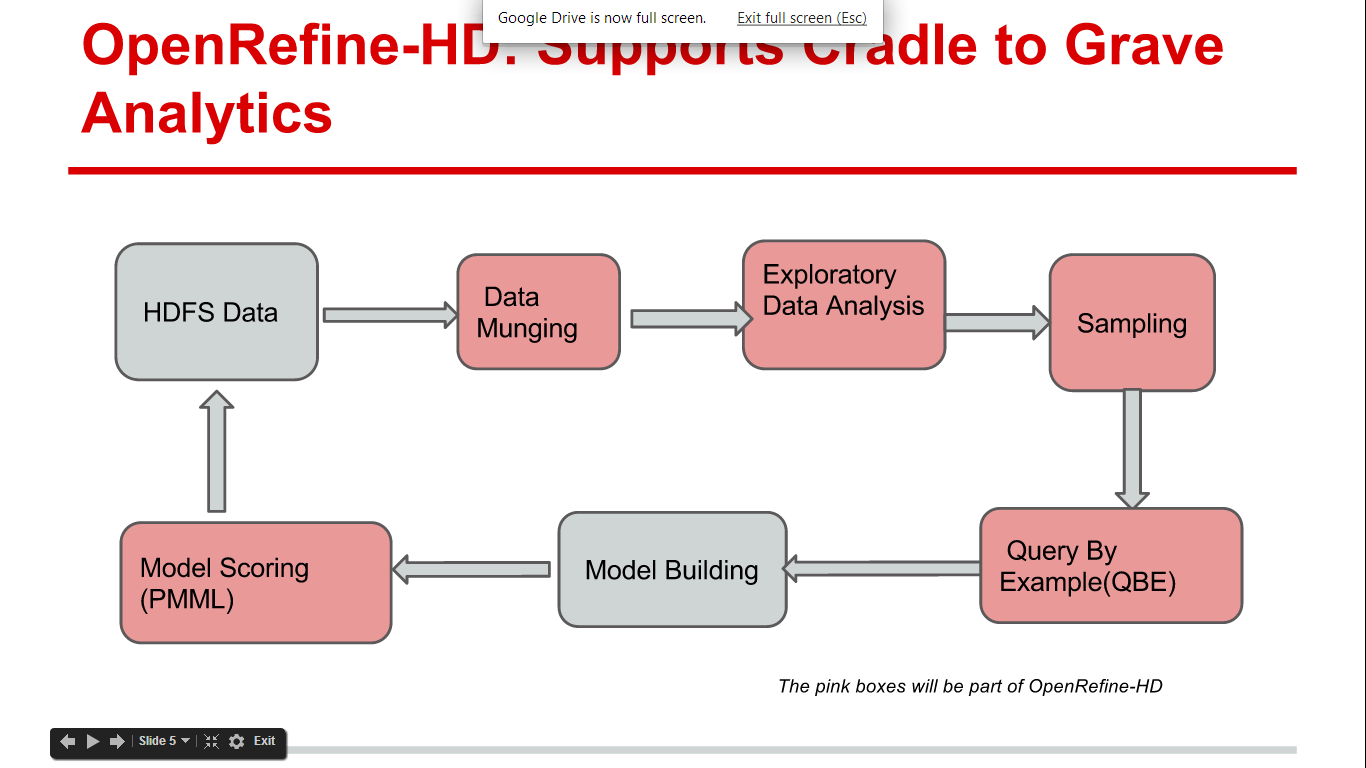 Google Drive is now full screen. Exit full screen (Esc)
OpenRefine-HD: Supports Cradle to Grave
Analytics
HDFS Data
Data
Munging
Exploratory
Data Analysis
Sampling
Model Scoring
(PMML)
Model Building
Query By
Example(QBE)
The pink boxes will be part of OpenRefine-HD
Slide 5 Exit